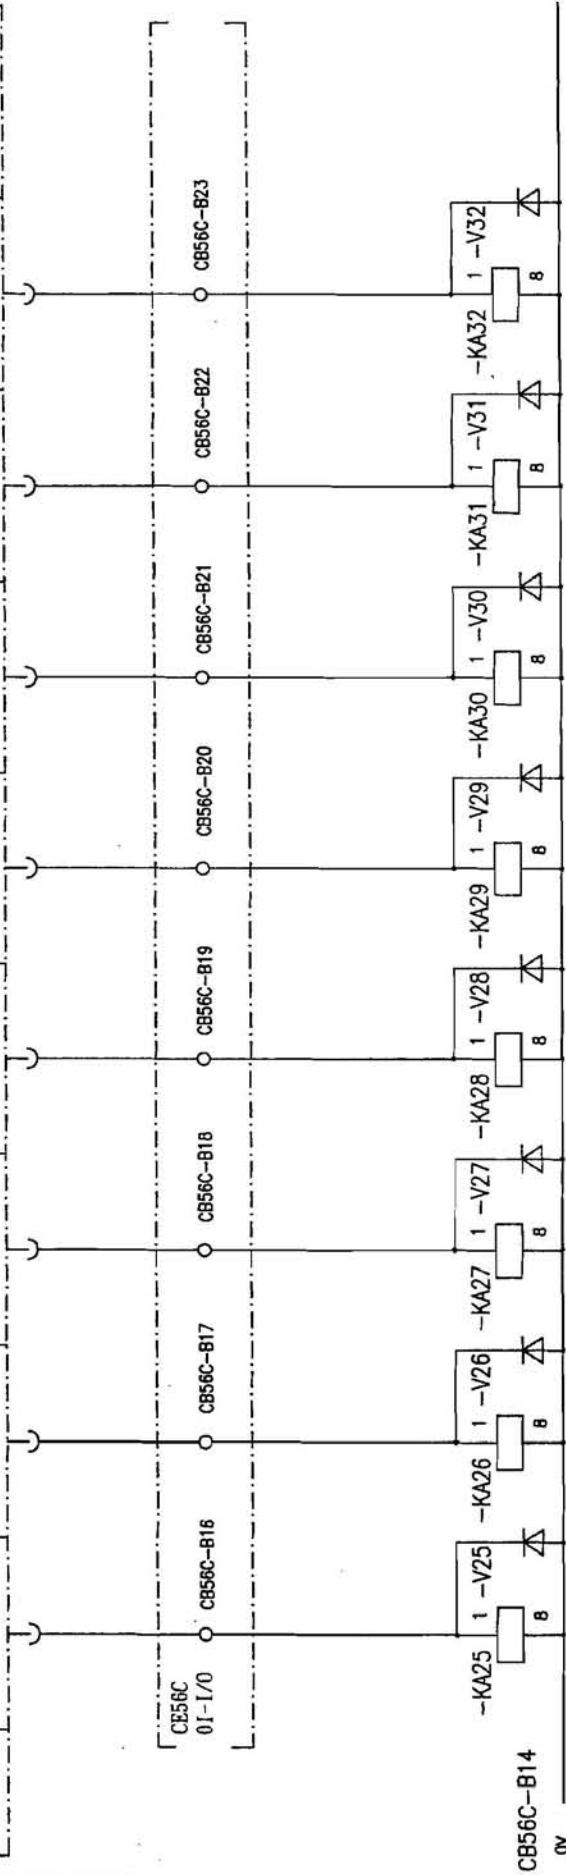 CE56C
OI-I/O
CB56C-B16
CB56C-B17
CB56C-B18
CB56C-B19
CB56C-B20
CB56C-B21
CB56C-B22
CB56C-B23
-KA25
1
-V25
8
-KA26
1
-V26
8
-KA27
1
-V27
8
-KA28
1
-V28
8
-KA29
1
-V29
8
-KA30
1
-V30
8
-KA31
1
-V31
8
-KA32
1
-V32
8
CB56C-B14
0V